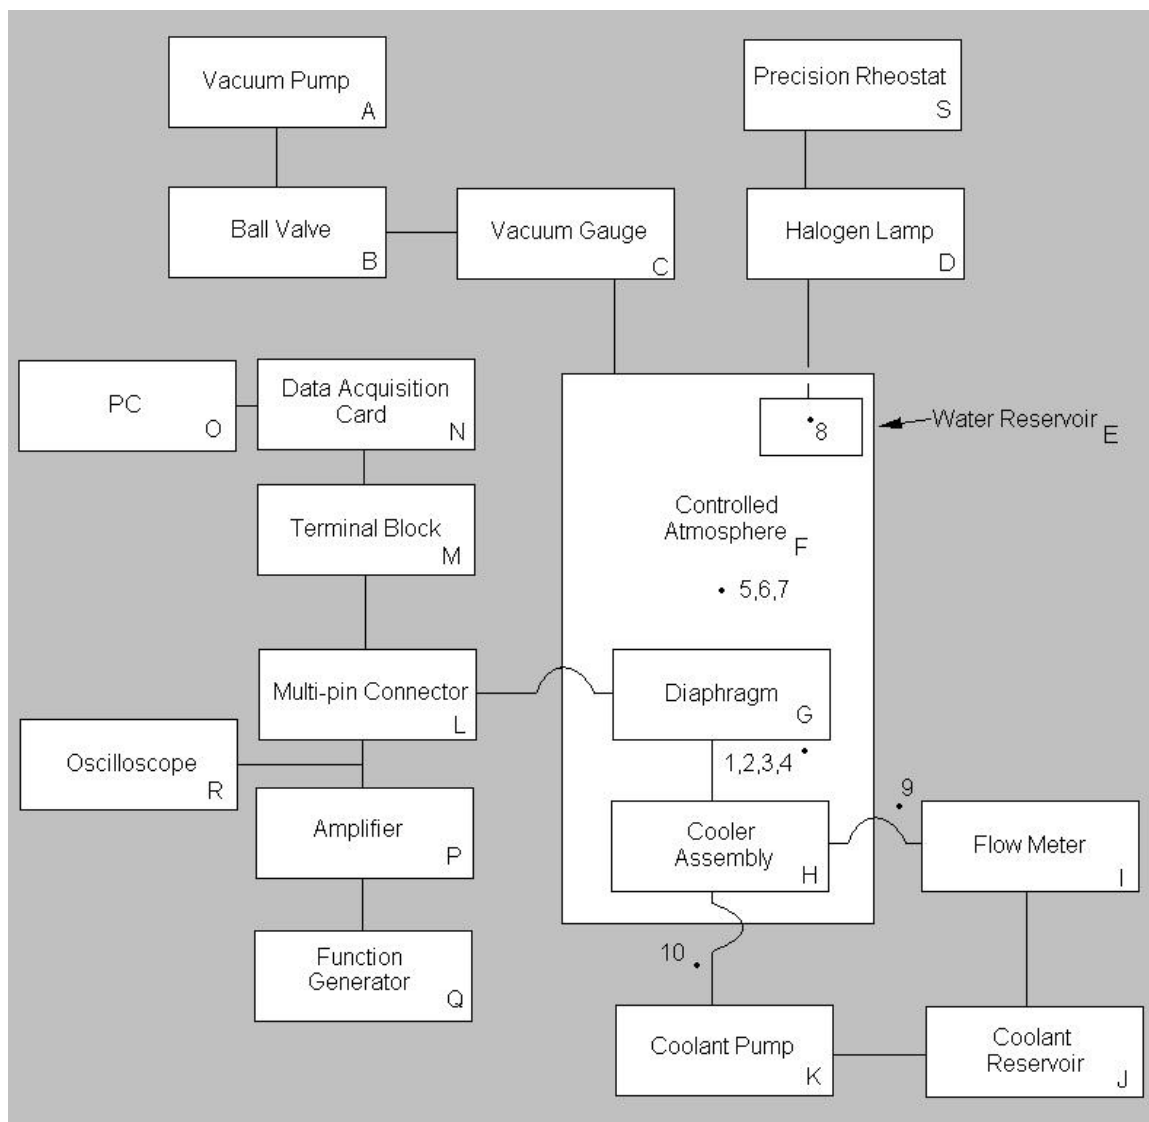 Vacuum Pump
A
Precision Rheostat
S
Ball Valve
B
Vacuum Gauge
C
Halogen Lamp
D
PC
O
Data Acquisition
Card
N
8
Water Reservoir
E
Controlled
Atmosphere
F
Terminal Block
M
5,6,7
Multi-pin Connector
L
Diaphragm
G
Oscilloscope
R
1,2,3,4
9
Amplifier
P
Cooler
Assembly
H
Flow Meter
I
Function
Generator
Q
10
Coolant Pump
K
Coolant
Reservoir
J